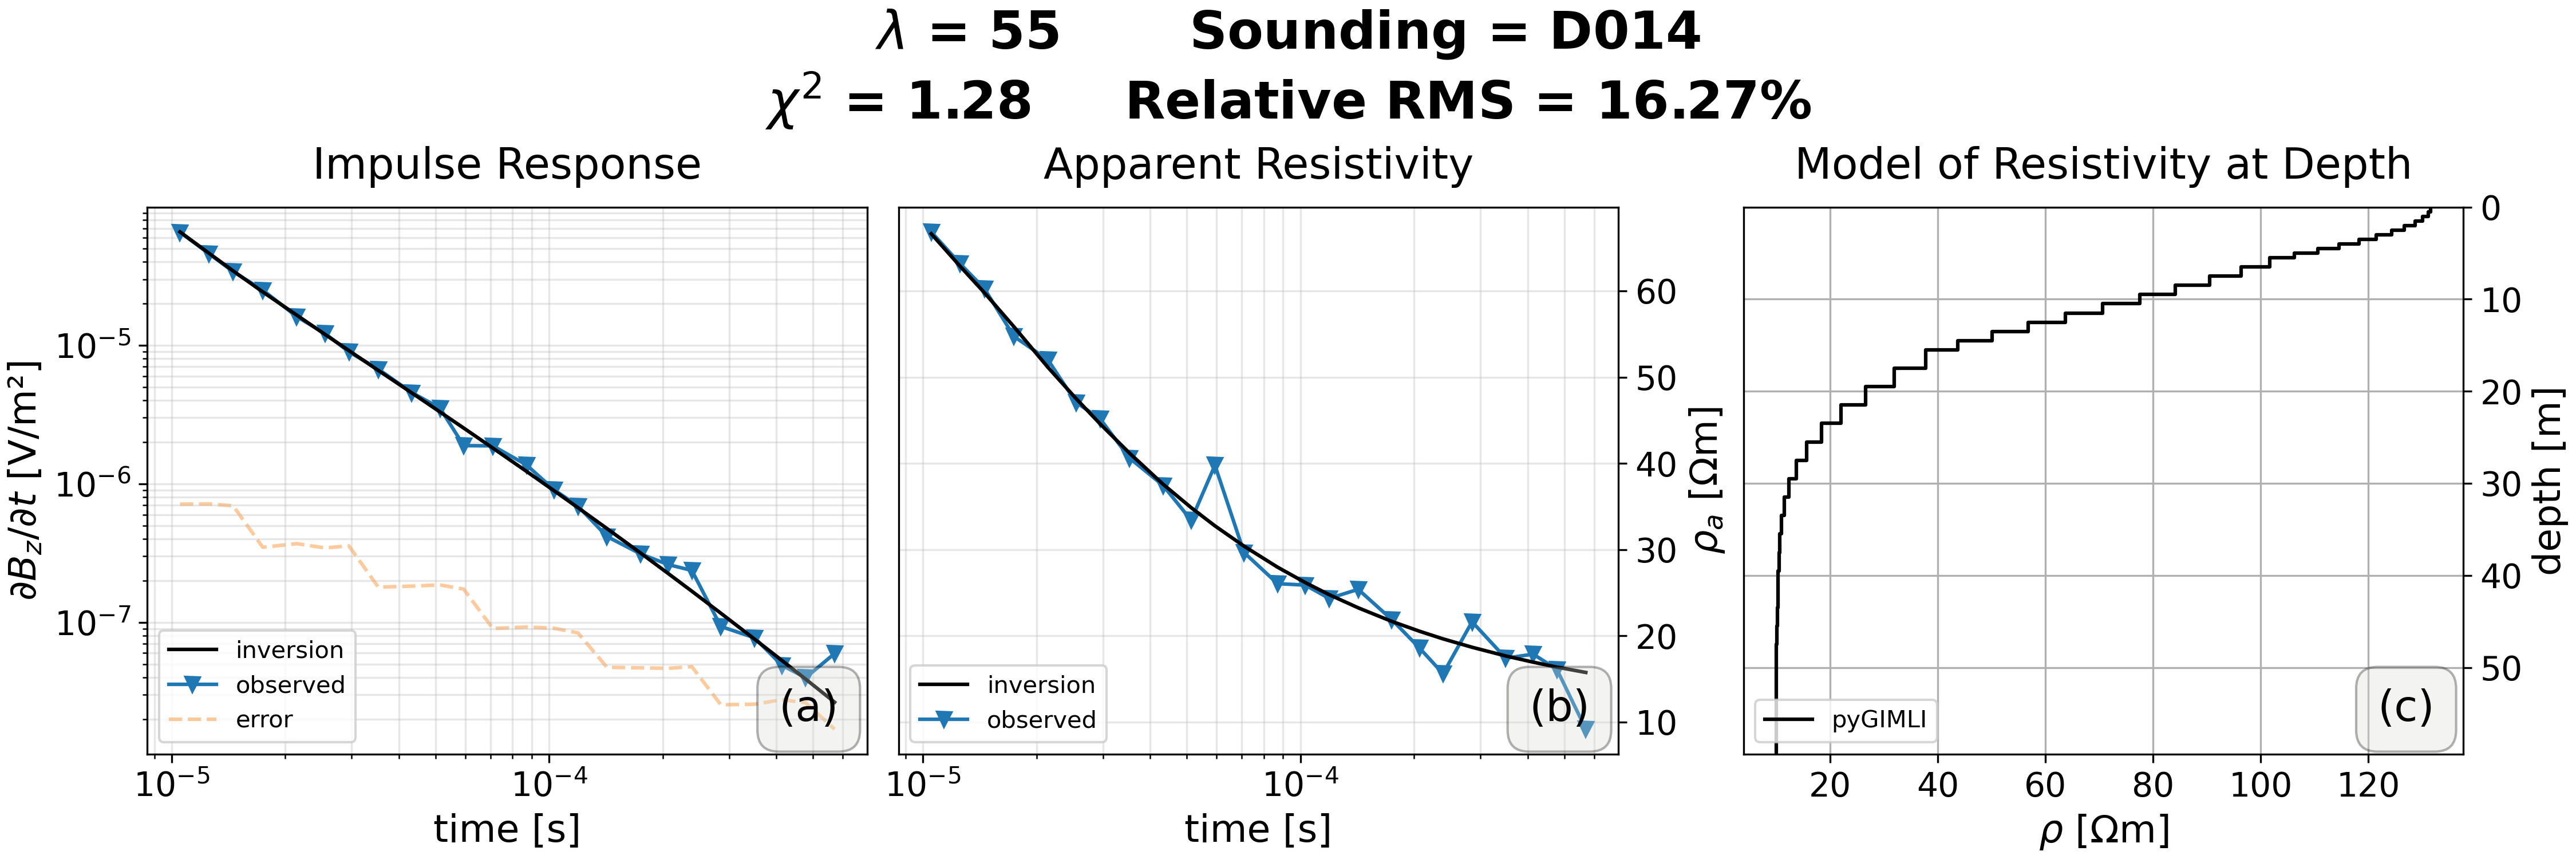 λ = 55 Sounding = D014
χ² = 1.28 Relative RMS = 16.27%
Impulse Response
Apparent Resistivity
Model of Resistivity at Depth
∂B_z/∂t [V/m²]
10⁻⁵
10⁻⁶
10⁻⁷
inversion
observed
error
(a)
10⁻⁵
10⁻⁴
time [s]
60
50
40
30
20
10
ρ_a [Ωm]
inversion
observed
(b)
10⁻⁵
10⁻⁴
time [s]
0
10
20
30
40
50
depth [m]
pyGIMLI
(c)
20
40
60
80
100
120
ρ [Ωm]